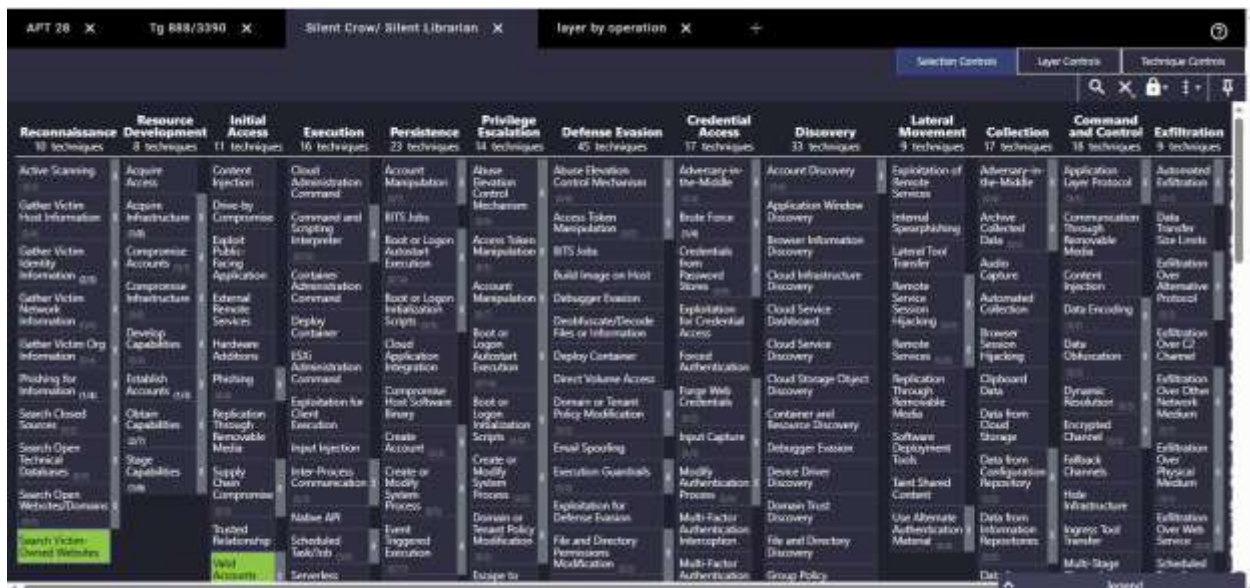 APT 28 X Tg 888/3390 X Silent Crow/ Silent Librarian X layer by operation X +
Selection Controls Layer Controls Technique Controls
Reconnaissance
10 techniques
Active Scanning
Gather Victim
Host Information
Gather Victim
Identity
Information
Gather Victim
Network
Information
Gather Victim Org
Information
Phishing for
Information
Search Closed
Sources
Search Open
Technical
Databases
Search Open
Websites/Domains
Search Victim-
Owned Websites
Resource
Development
8 techniques
Acquire
Access
Acquire
Infrastructure
Compromise
Accounts
Compromise
Infrastructure
Develop
Capabilities
Establish
Accounts
Obtain
Capabilities
Stage
Capabilities
Initial
Access
11 techniques
Content
Injection
Drive-by
Compromise
Exploit
Public-
Facing
Application
External
Remote
Services
Hardware
Additions
Phishing
Replication
Through
Removable
Media
Supply
Chain
Compromise
Trusted
Relationship
Valid
Accounts
Execution
16 techniques
Cloud
Administration
Command
Command and
Scripting
Interpreter
Container
Administration
Command
Deploy
Container
ESXi
Administration
Command
Exploitation for
Client
Execution
Input Injection
Inter-Process
Communication
Native API
Scheduled
Task/Job
Serverless
Persistence
23 techniques
Account
Manipulation
BITS Jobs
Boot or Logon
Autostart
Execution
Boot or Logon
Initialization
Scripts
Cloud
Application
Integration
Compromise
Host Software
Binary
Create
Account
Create or
Modify
System
Process
Event
Triggered
Execution
Privilege
Escalation
14 techniques
Abuse
Elevation
Control
Mechanism
Access Token
Manipulation
Account
Manipulation
Boot or
Logon
Autostart
Execution
Boot or
Logon
Initialization
Scripts
Create or
Modify
System
Process
Domain or
Tenant Policy
Modification
Escape to
Defense Evasion
45 techniques
Abuse Elevation
Control Mechanism
Access Token
Manipulation
BITS Jobs
Build Image on Host
Debugger Evasion
Deobfuscate/Decode
Files or Information
Deploy Container
Direct Volume Access
Domain or Tenant
Policy Modification
Email Spoofing
Execution Guardrails
Exploitation for
Defense Evasion
File and Directory
Permissions
Modification
Credential
Access
17 techniques
Adversary-in-
the-Middle
Brute Force
Credentials
from
Password
Stores
Exploitation
for Credential
Access
Forced
Authentication
Forge Web
Credentials
Input Capture
Modify
Authentication
Process
Multi-Factor
Authentication
Interception
Multi-Factor
Authentication
Discovery
33 techniques
Account Discovery
Application Window
Discovery
Browser Information
Discovery
Cloud Infrastructure
Discovery
Cloud Service
Dashboard
Cloud Service
Discovery
Cloud Storage Object
Discovery
Container and
Resource Discovery
Debugger Evasion
Device Driver
Discovery
Domain Trust
Discovery
File and Directory
Discovery
Group Policy
Lateral
Movement
9 techniques
Exploitation of
Remote
Services
Internal
Spearphishing
Lateral Tool
Transfer
Remote
Service
Session
Hijacking
Remote
Services
Replication
Through
Removable
Media
Software
Deployment
Tools
Taint Shared
Content
Use Alternate
Authentication
Material
Collection
17 techniques
Adversary-in-
the-Middle
Archive
Collected
Data
Audio
Capture
Automated
Collection
Browser
Session
Hijacking
Clipboard
Data
Data from
Cloud
Storage
Data from
Configuration
Repository
Data from
Information
Repositories
Command
and Control
18 techniques
Application
Layer Protocol
Communication
Through
Removable
Media
Content
Injection
Data Encoding
Data
Obfuscation
Dynamic
Resolution
Encrypted
Channel
Fallback
Channels
Hide
Infrastructure
Ingress Tool
Transfer
Multi-Stage
Exfiltration
9 techniques
Automated
Exfiltration
Data
Transfer
Size Limits
Exfiltration
Over
Alternative
Protocol
Exfiltration
Over C2
Channel
Exfiltration
Over Other
Network
Medium
Exfiltration
Over
Physical
Medium
Exfiltration
Over Web
Service
Scheduled
legend